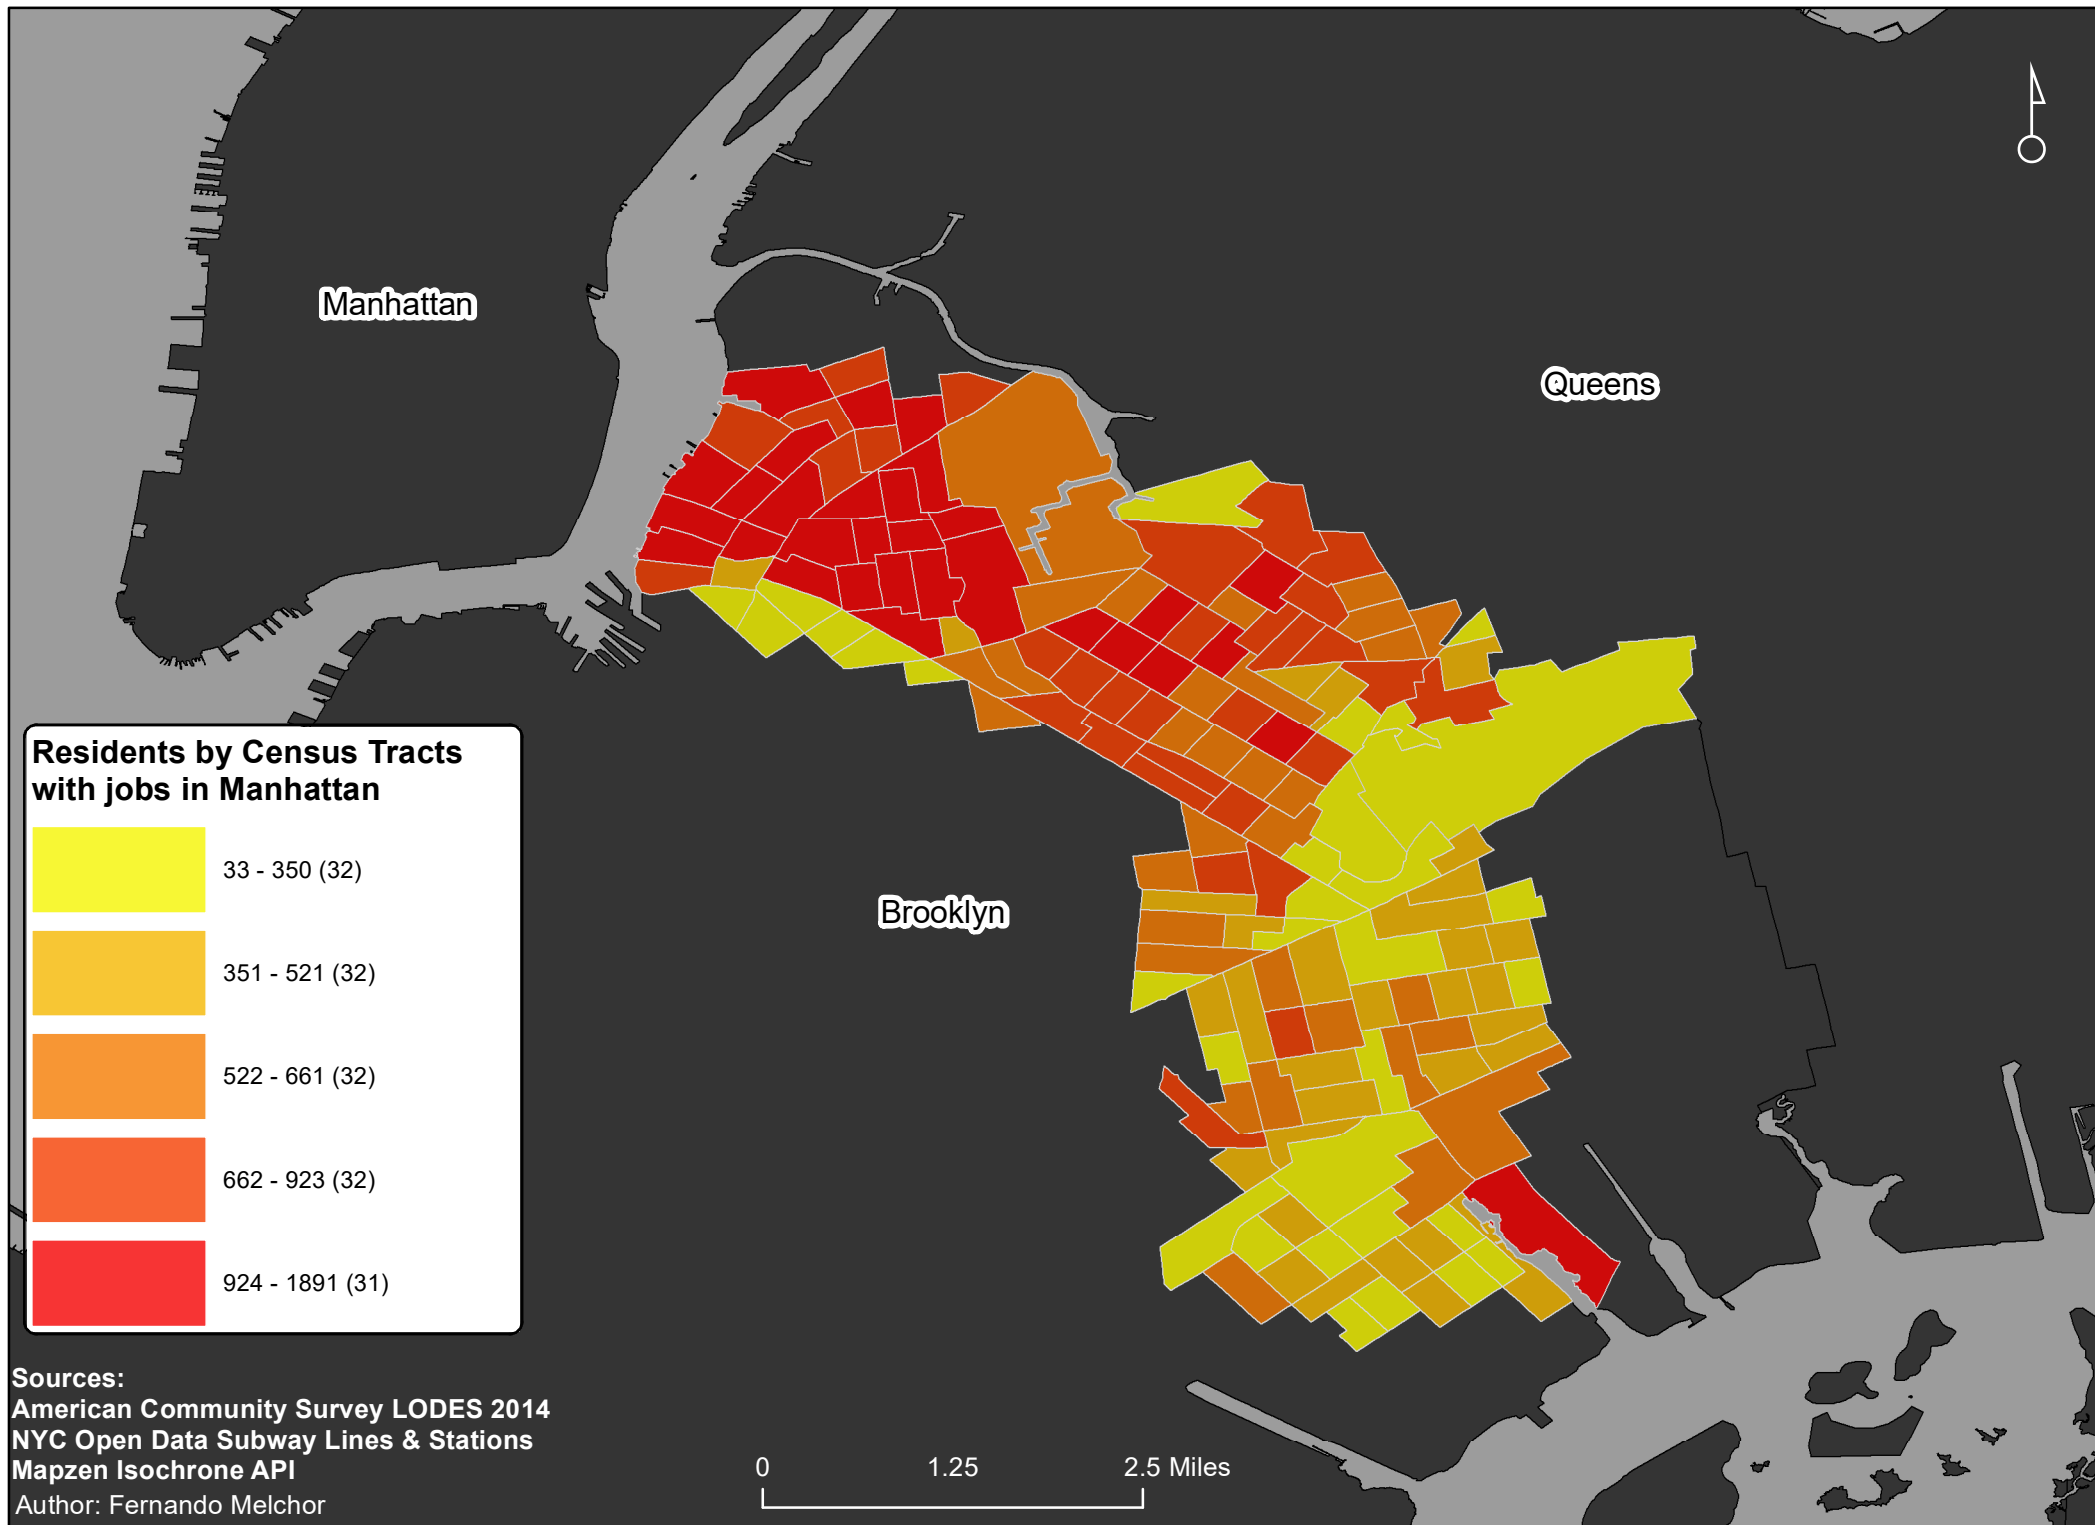 Manhattan
Queens
Brooklyn
Residents by Census Tracts
with jobs in Manhattan
33 - 350 (32)
351 - 521 (32)
522 - 661 (32)
662 - 923 (32)
924 - 1891 (31)
Sources:
American Community Survey LODES 2014
NYC Open Data Subway Lines & Stations
Mapzen Isochrone API
Author: Fernando Melchor
0 1.25 2.5 Miles